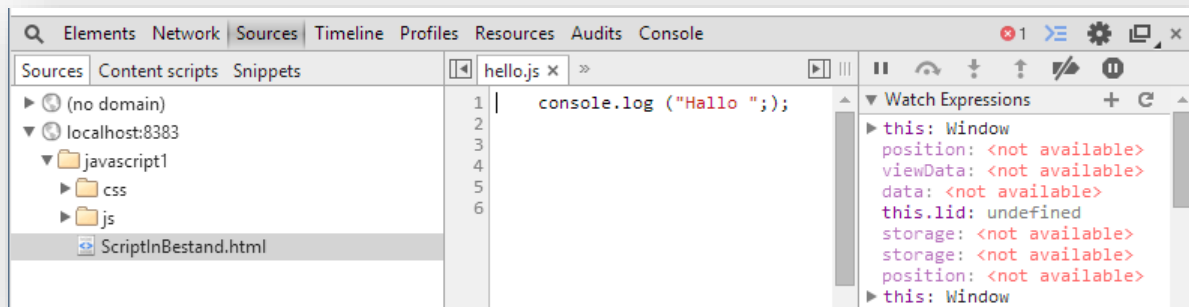 Elements Network Sources Timeline Profiles Resources Audits Console 1
Sources Content scripts Snippets
(no domain)
localhost:8383
javascript1
css
js
ScriptInBestand.html
hello.js × »
1 console.log ("Hallo ";);
2
3
4
5
6
Watch Expressions
this: Window
position: <not available>
viewData: <not available>
data: <not available>
this.lid: undefined
storage: <not available>
storage: <not available>
position: <not available>
this: Window